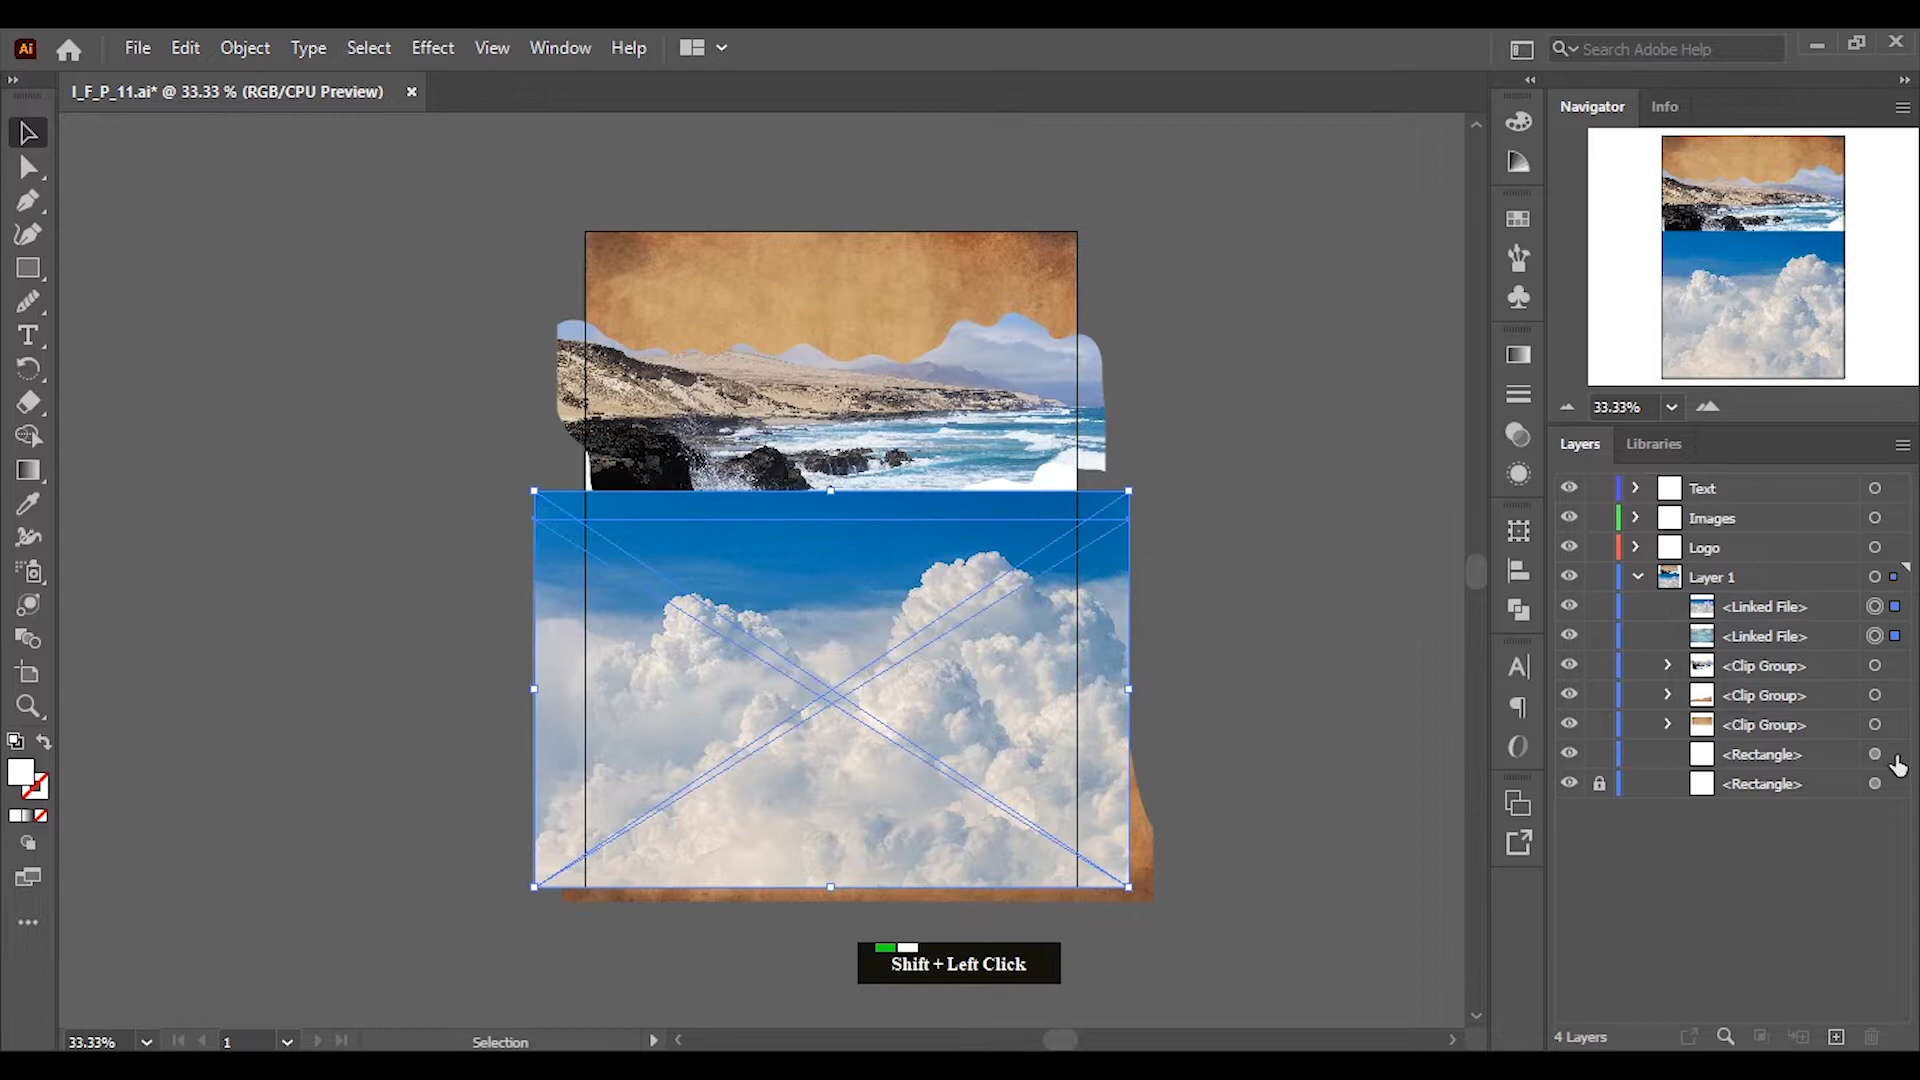 Ai File Edit Object Type Select Effect View Window Help Search Adobe Help
I_F_P_11.ai* @ 33.33 % (RGB/CPU Preview)
Navigator Info
33.33%
Layers Libraries
Text
Images
Logo
Layer 1
<Linked File>
<Linked File>
<Clip Group>
<Clip Group>
<Clip Group>
<Rectangle>
<Rectangle>
Shift + Left Click
33.33% 1 Selection
4 Layers